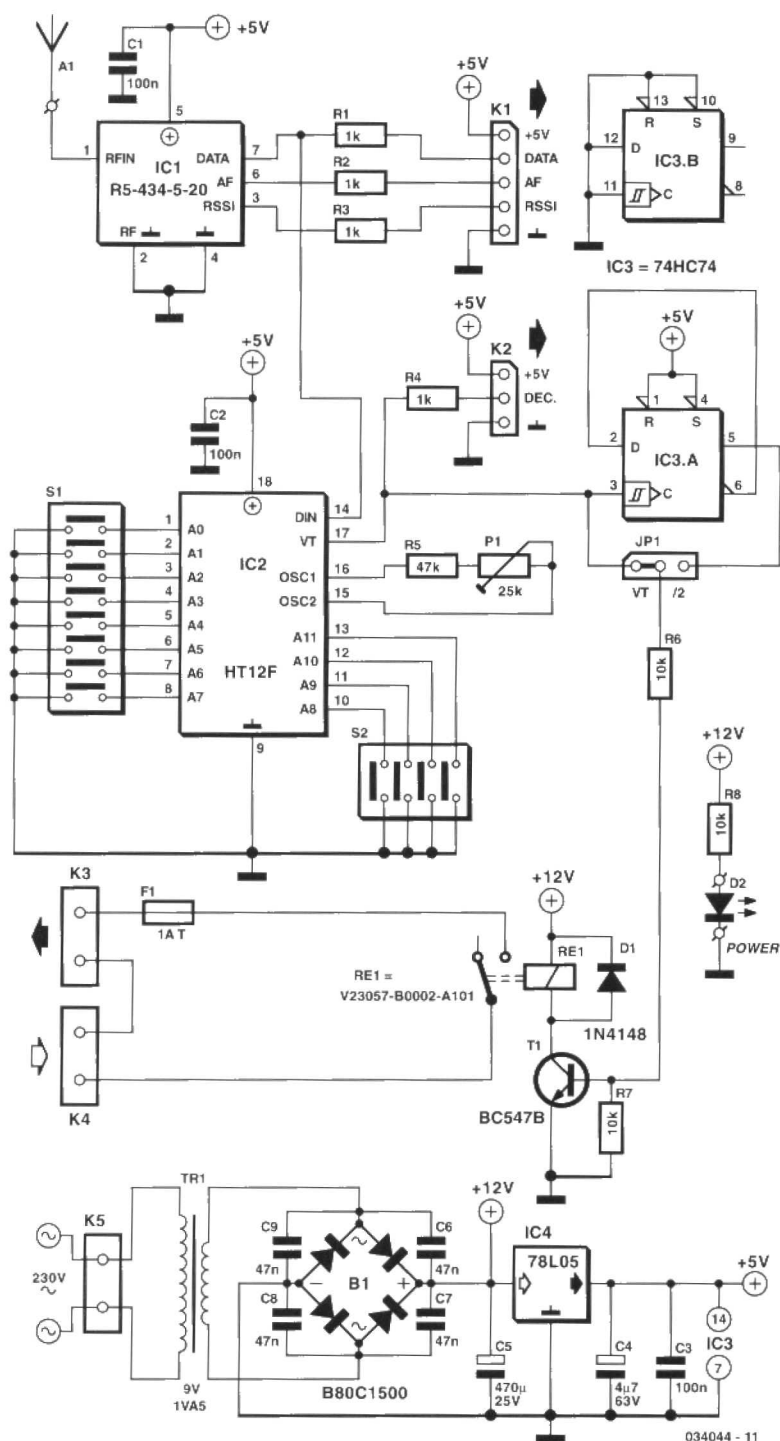 A1
C1
100n
+5V
5
1
RFIN
IC1
R5-434-5-20
DATA
AF
RSSI
RF
7
6
3
2
4
R1
1k
R2
1k
R3
1k
+5V
K1
+5V
DATA
AF
RSSI
13
10
R
S
12
D
IC3.B
9
11
C
8
IC3 = 74HC74
+5V
K2
+5V
DEC.
R4
1k
+5V
1
4
R
S
2
D
IC3.A
5
3
C
6
+5V
C2
100n
18
S1
1
2
3
4
5
6
7
8
A0
A1
A2
A3
A4
A5
A6
A7
IC2
HT12F
DIN
VT
OSC1
OSC2
A11
A10
A9
A8
14
17
16
15
13
12
11
10
9
R5
47k
P1
25k
JP1
VT
/2
R6
10k
S2
+12V
R8
10k
D2
POWER
K3
F1
1A T
K4
RE1 =
V23057-B0002-A101
+12V
RE1
D1
1N4148
T1
BC547B
R7
10k
TR1
K5
230V
~
9V
1VA5
C9
47n
C8
47n
~
–
B1
+
~
C6
47n
C7
47n
B80C1500
+12V
IC4
78L05
C5
470µ
25V
C4
4µ7
63V
C3
100n
+5V
14
IC3
7
034044 - 11